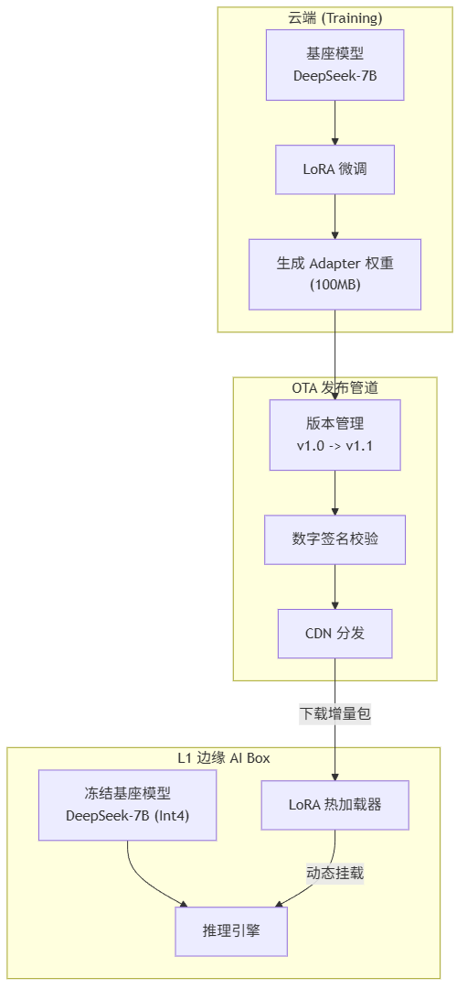 云端 (Training)
基座模型
DeepSeek-7B
LoRA 微调
生成 Adapter 权重
(100MB)
OTA 发布管道
版本管理
v1.0 -> v1.1
数字签名校验
CDN 分发
下载增量包
L1 边缘 AI Box
冻结基座模型
DeepSeek-7B (Int4)
LoRA 热加载器
动态挂载
推理引擎